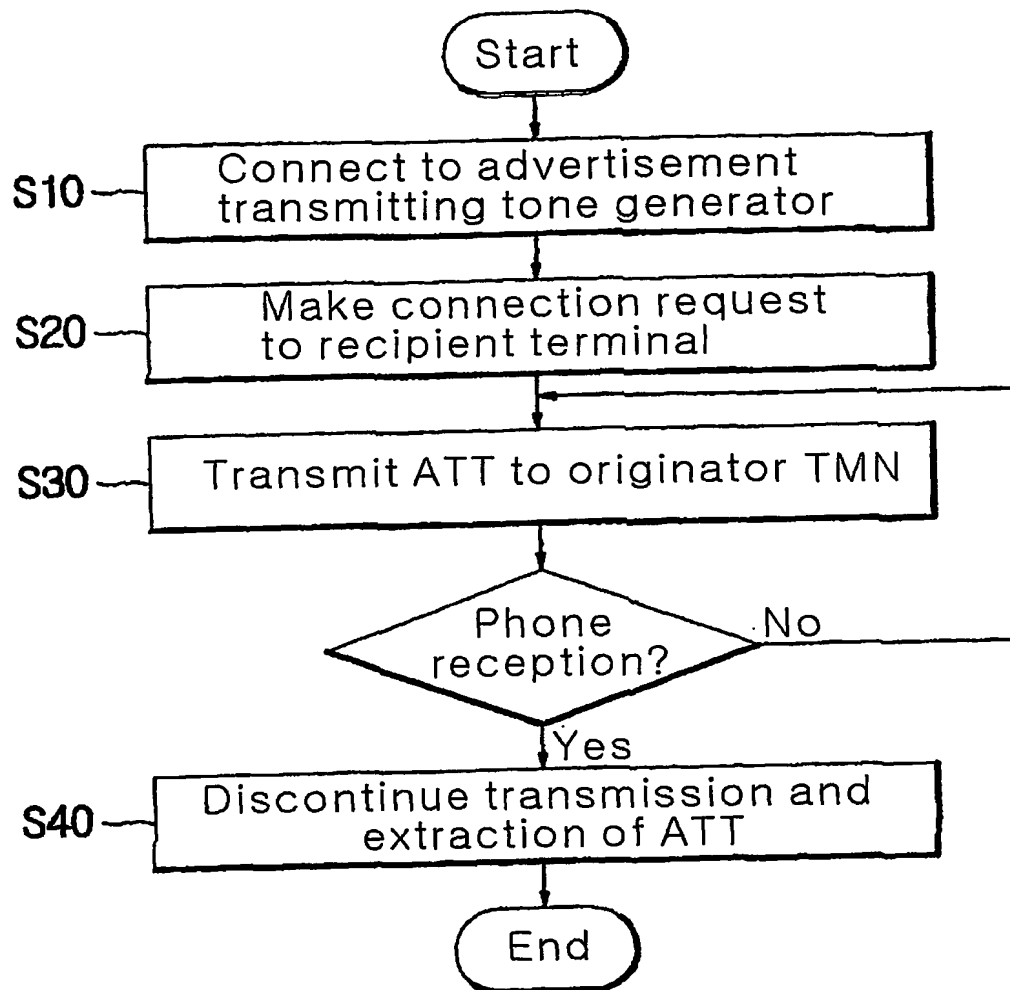 Start
S10
Connect to advertisement
transmitting tone generator
S20
Make connection request
to recipient terminal
S30
Transmit ATT to originator TMN
Phone
reception?
No
Yes
S40
Discontinue transmission and
extraction of ATT
End